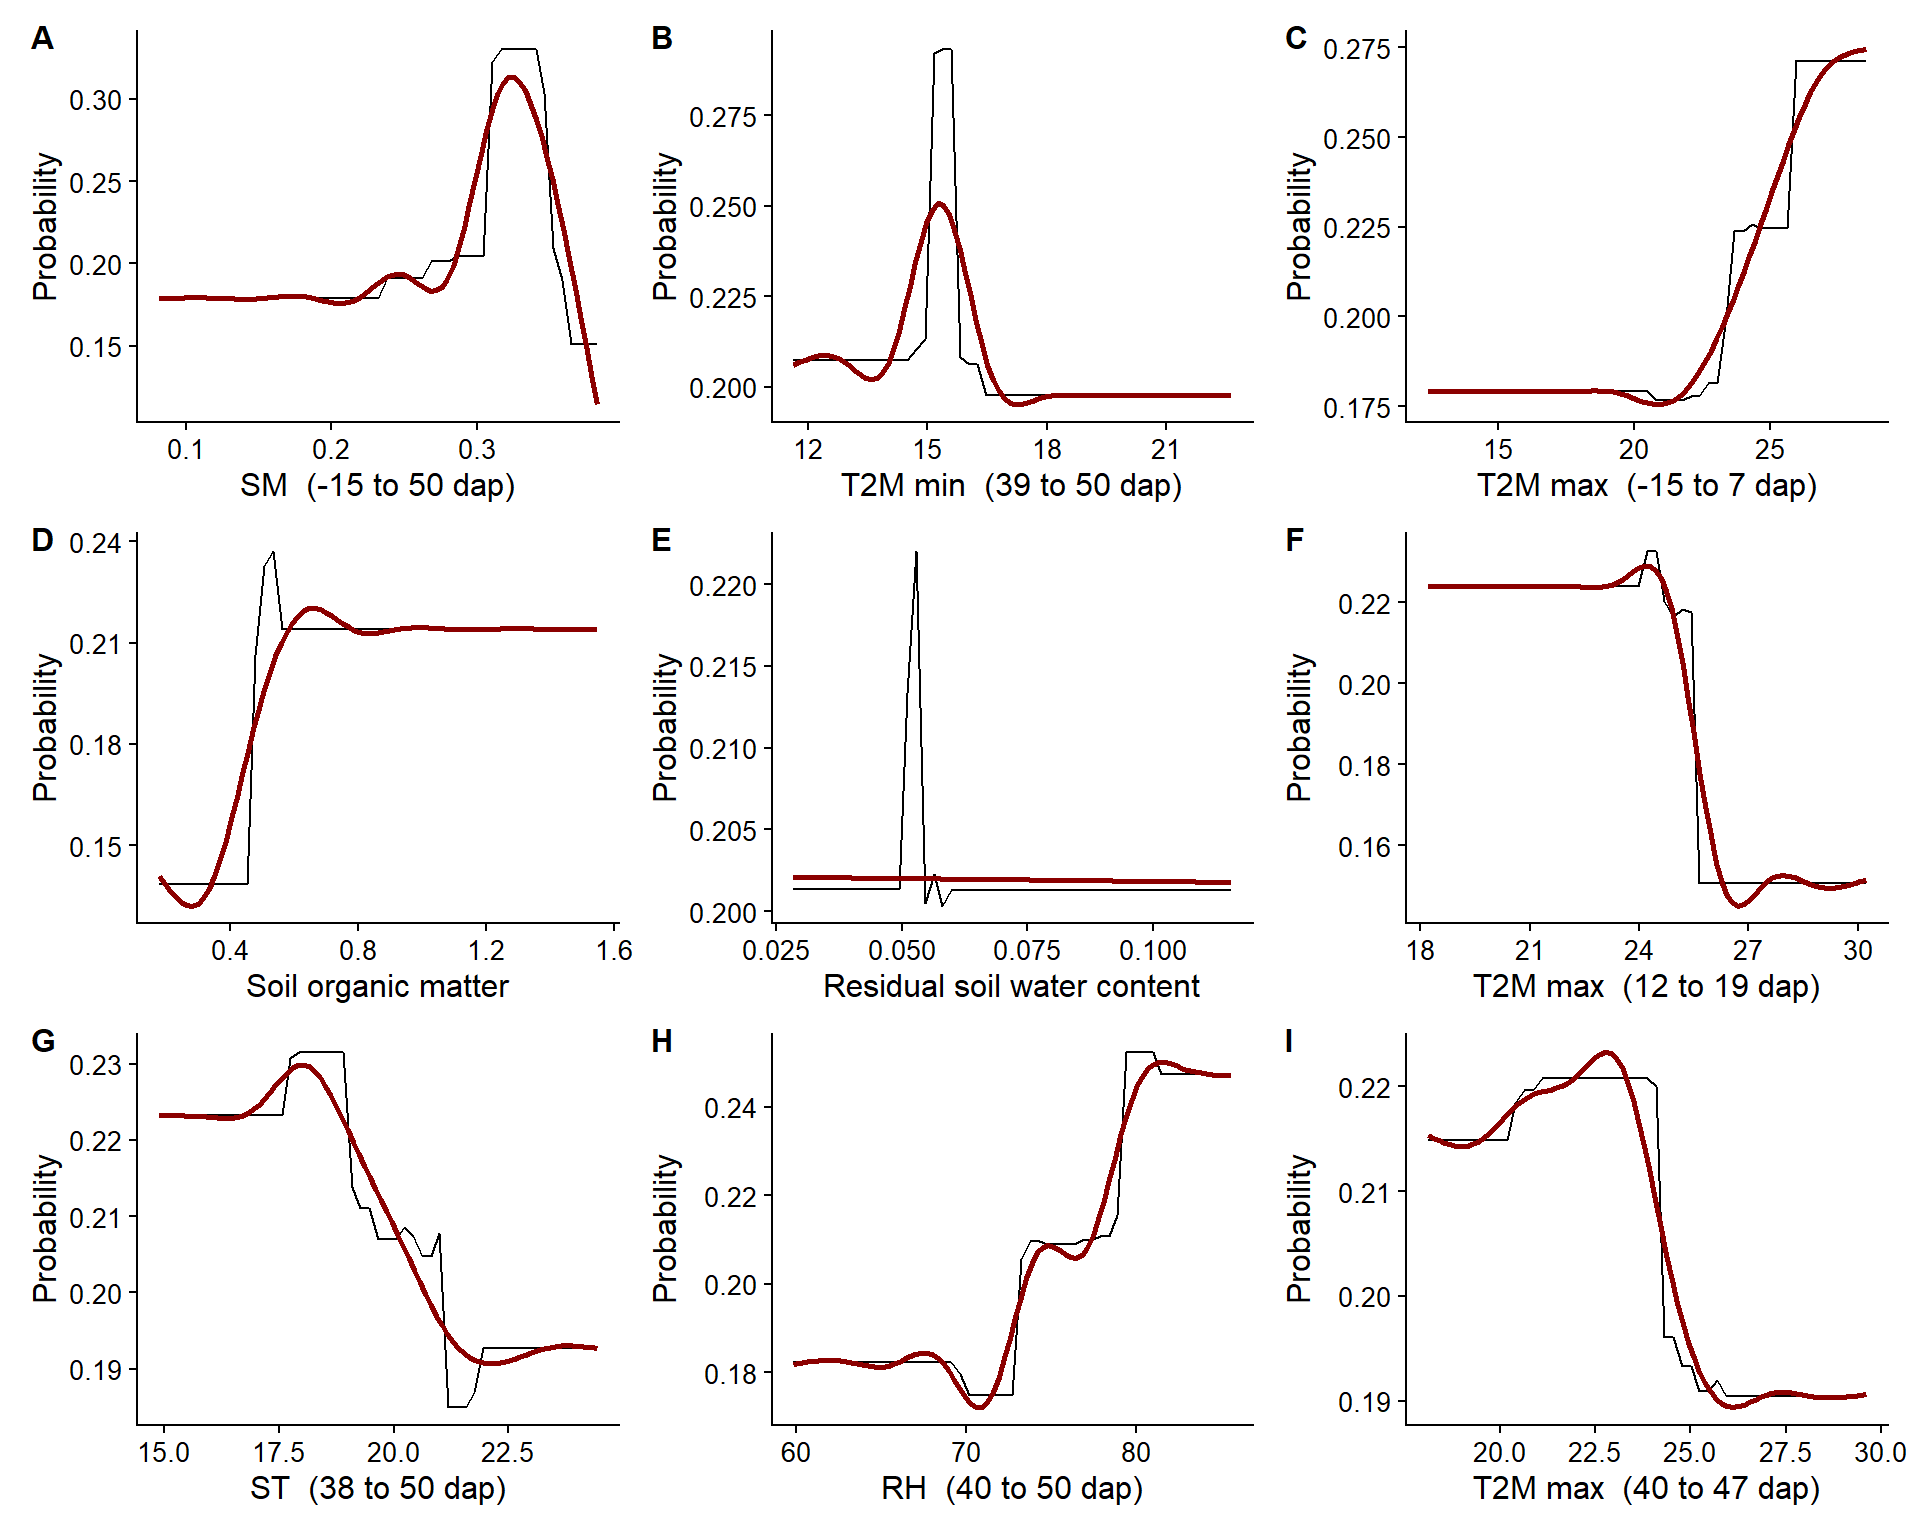 A
Probability
0.30
0.25
0.20
0.15
0.1 0.2 0.3
SM (-15 to 50 dap)
B
Probability
0.275
0.250
0.225
0.200
12 15 18 21
T2M min (39 to 50 dap)
C
Probability
0.275
0.250
0.225
0.200
0.175
15 20 25
T2M max (-15 to 7 dap)
D
Probability
0.24
0.21
0.18
0.15
0.4 0.8 1.2 1.6
Soil organic matter
E
Probability
0.220
0.215
0.210
0.205
0.200
0.025 0.050 0.075 0.100
Residual soil water content
F
Probability
0.22
0.20
0.18
0.16
18 21 24 27 30
T2M max (12 to 19 dap)
G
Probability
0.23
0.22
0.21
0.20
0.19
15.0 17.5 20.0 22.5
ST (38 to 50 dap)
H
Probability
0.24
0.22
0.20
0.18
60 70 80
RH (40 to 50 dap)
I
Probability
0.22
0.21
0.20
0.19
20.0 22.5 25.0 27.5 30.0
T2M max (40 to 47 dap)